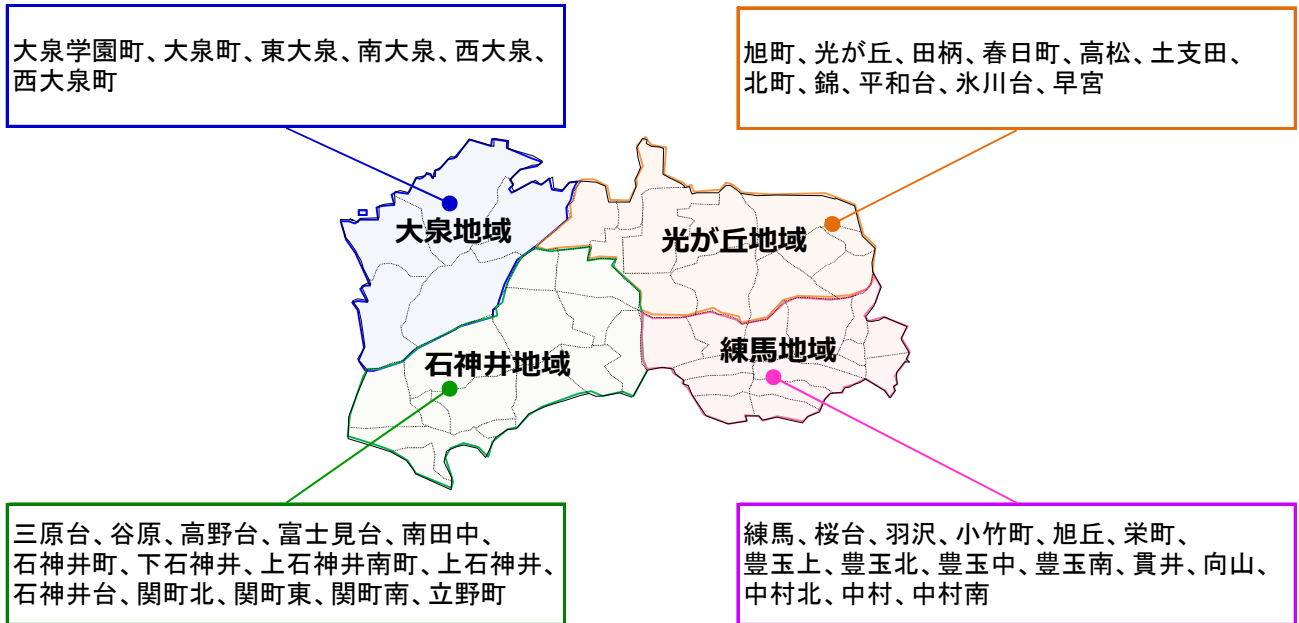 大泉学園町、大泉町、東大泉、南大泉、西大泉、
西大泉町
旭町、光が丘、田柄、春日町、高松、土支田、
北町、錦、平和台、氷川台、早宮
大泉地域
光が丘地域
石神井地域
練馬地域
三原台、谷原、高野台、富士見台、南田中、
石神井町、下石神井、上石神井南町、上石神井、
石神井台、関町北、関町東、関町南、立野町
練馬、桜台、羽沢、小竹町、旭丘、栄町、
豊玉上、豊玉北、豊玉中、豊玉南、貫井、向山、
中村北、中村、中村南